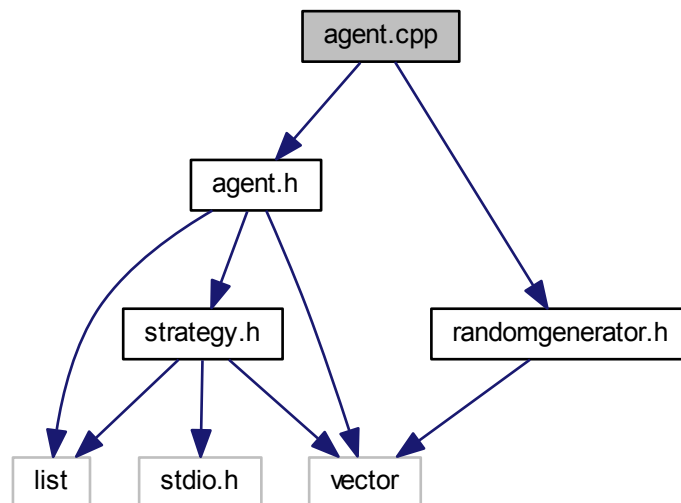 agent.cpp
agent.h
strategy.h
randomgenerator.h
list
stdio.h
vector